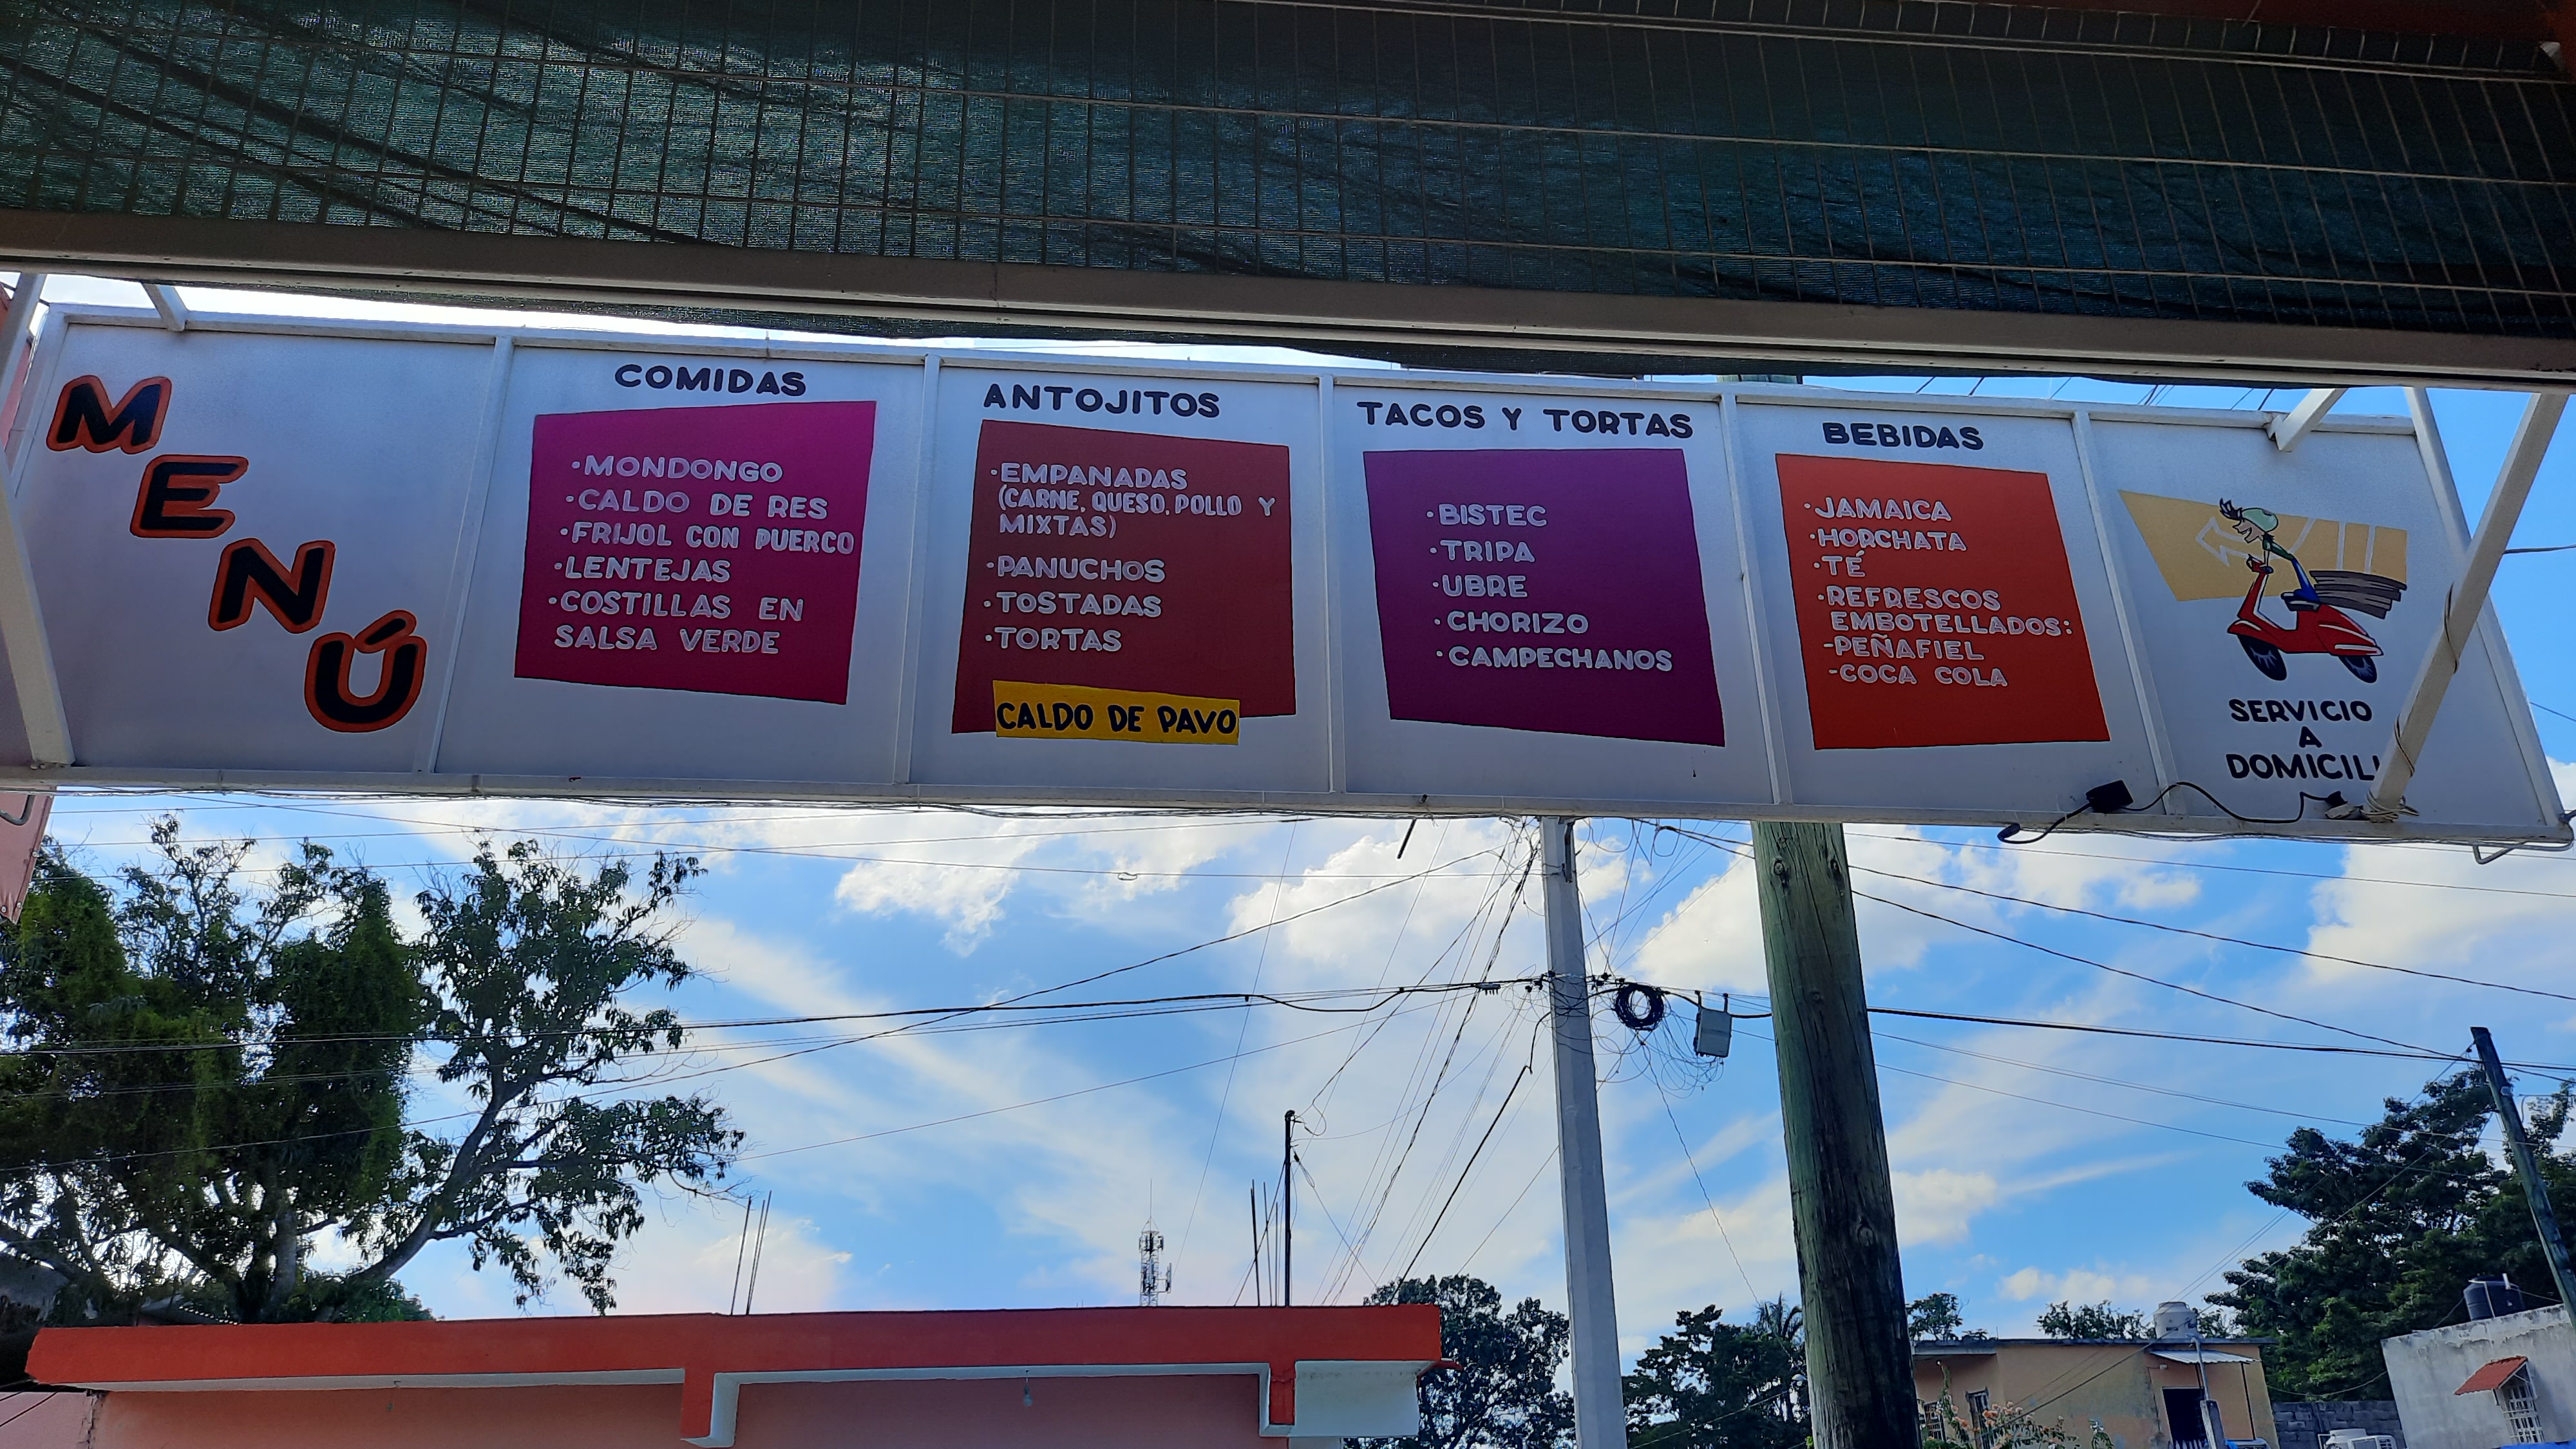 MENÚ
COMIDAS
•MONDONGO
•CALDO DE RES
•FRIJOL CON PUERCO
•LENTEJAS
•COSTILLAS EN
SALSA VERDE
ANTOJITOS
•EMPANADAS
(CARNE, QUESO, POLLO Y
MIXTAS)
•PANUCHOS
•TOSTADAS
•TORTAS
CALDO DE PAVO
TACOS Y TORTAS
•BISTEC
•TRIPA
•UBRE
•CHORIZO
•CAMPECHANOS
BEBIDAS
•JAMAICA
•HORCHATA
•TÉ
•REFRESCOS
EMBOTELLADOS:
-PEÑAFIEL
-COCA COLA
SERVICIO
A
DOMICILI